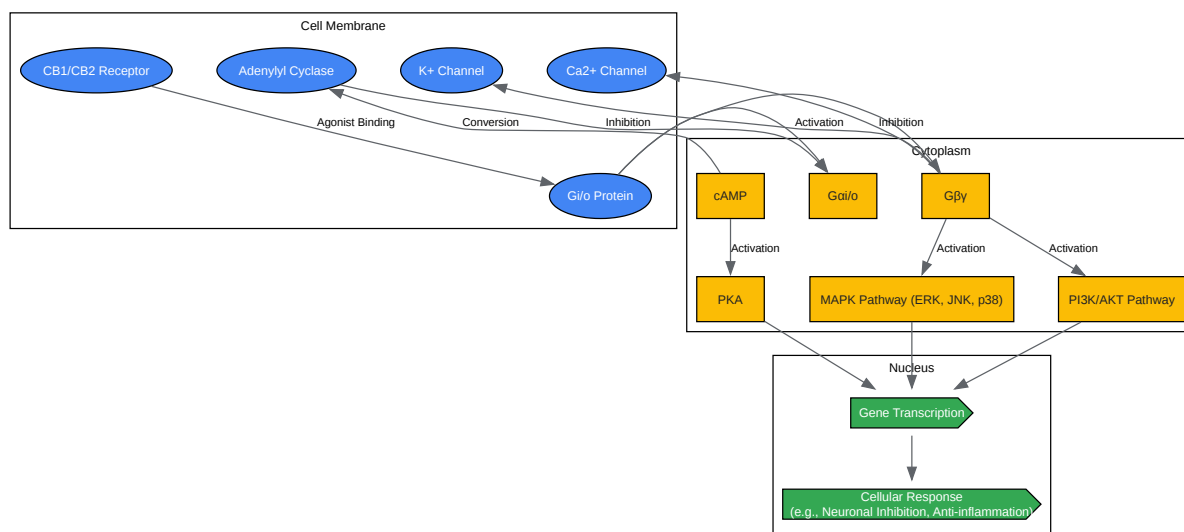 Cell Membrane
CB1/CB2 Receptor
Adenylyl Cyclase
K+ Channel
Ca2+ Channel
Agonist Binding
Conversion
Inhibition
Activation
Inhibition
Cytoplasm
Gi/o Protein
cAMP
Gαi/o
Gβγ
Activation
Activation
Activation
PKA
MAPK Pathway (ERK, JNK, p38)
PI3K/AKT Pathway
Nucleus
Gene Transcription
Cellular Response
(e.g., Neuronal Inhibition, Anti-inflammation)